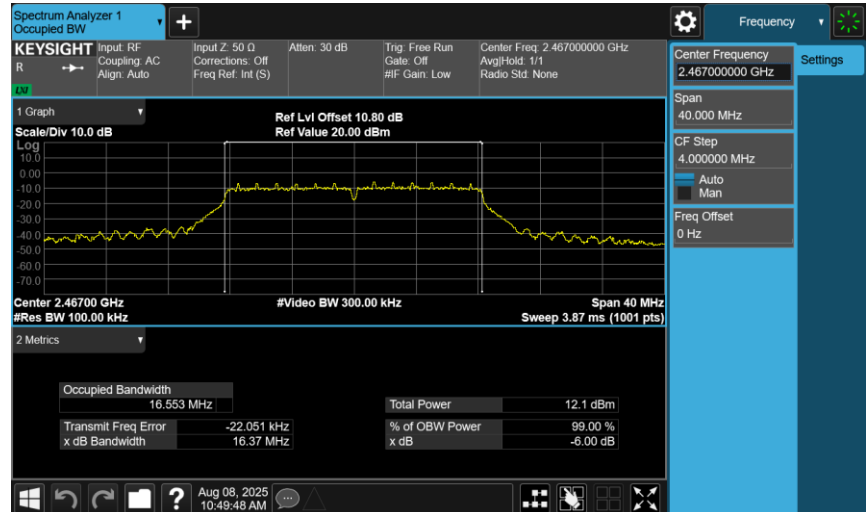 Spectrum Analyzer 1
Occupied BW
+
Frequency
KEYSIGHT
R
LXI
Input: RF
Coupling: AC
Align: Auto
Input Z: 50 Ω
Corrections: Off
Freq Ref: Int (S)
Atten: 30 dB
Trig: Free Run
Gate: Off
#IF Gain: Low
Center Freq: 2.467000000 GHz
Avg|Hold: 1/1
Radio Std: None
1 Graph
Scale/Div 10.0 dB
Ref Lvl Offset 10.80 dB
Ref Value 20.00 dBm
Log
10.0
0.00
-10.0
-20.0
-30.0
-40.0
-50.0
-60.0
-70.0
Center 2.46700 GHz
#Video BW 300.00 kHz
Span 40 MHz
#Res BW 100.00 kHz
Sweep 3.87 ms (1001 pts)
2 Metrics
Occupied Bandwidth
16.553 MHz
Total Power 12.1 dBm
Transmit Freq Error -22.051 kHz
% of OBW Power 99.00 %
x dB Bandwidth 16.37 MHz
x dB -6.00 dB
Center Frequency
2.467000000 GHz
Settings
Span
40.000 MHz
CF Step
4.000000 MHz
Auto
Man
Freq Offset
0 Hz
?
Aug 08, 2025
10:49:48 AM